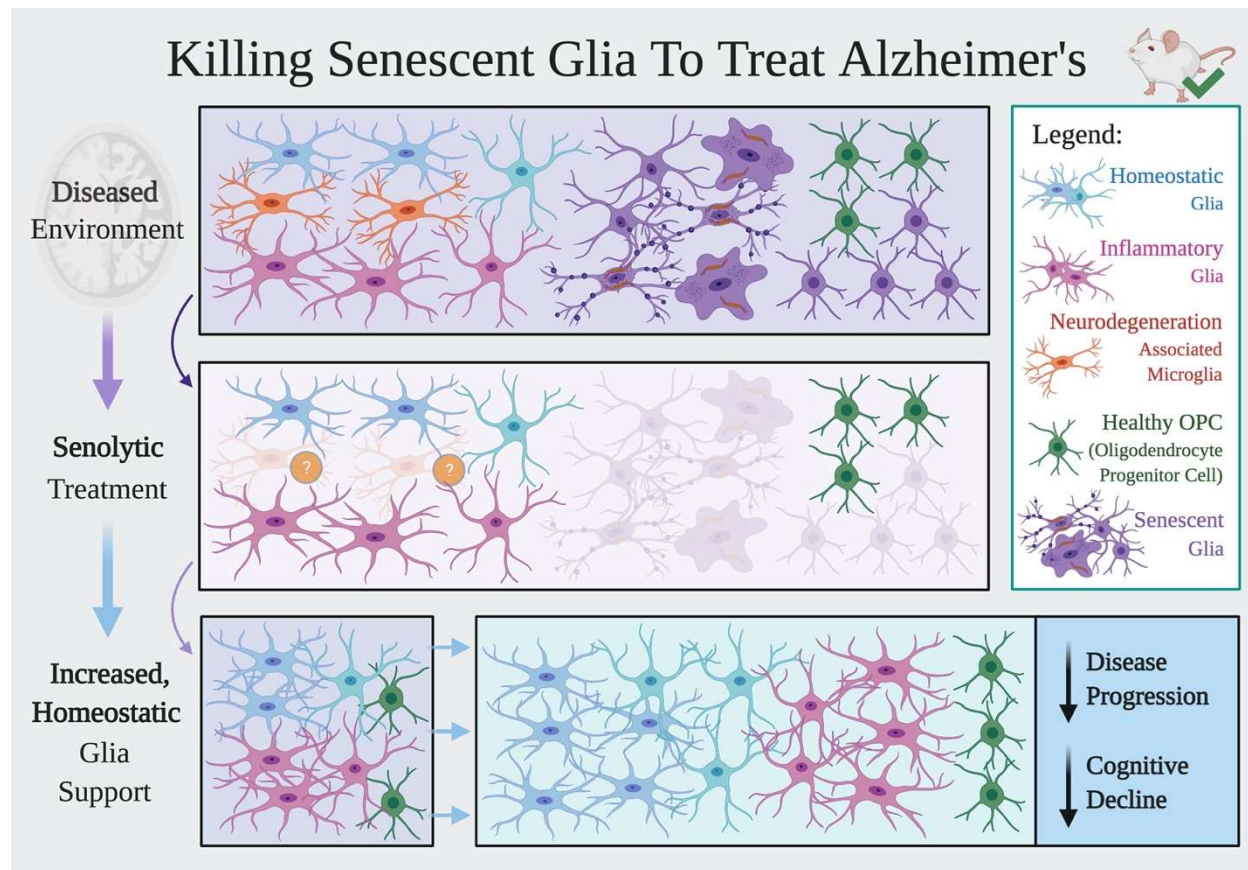 Killing Senescent Glia To Treat Alzheimer's
Diseased
Environment
Senolytic
Treatment
?
?
Increased,
Homeostatic
Glia
Support
Disease
Progression
Cognitive
Decline
Legend:
Homeostatic
Glia
Inflammatory
Glia
Neurodegeneration
Associated
Microglia
Healthy OPC
(Oligodendrocyte
Progenitor Cell)
Senescent
Glia